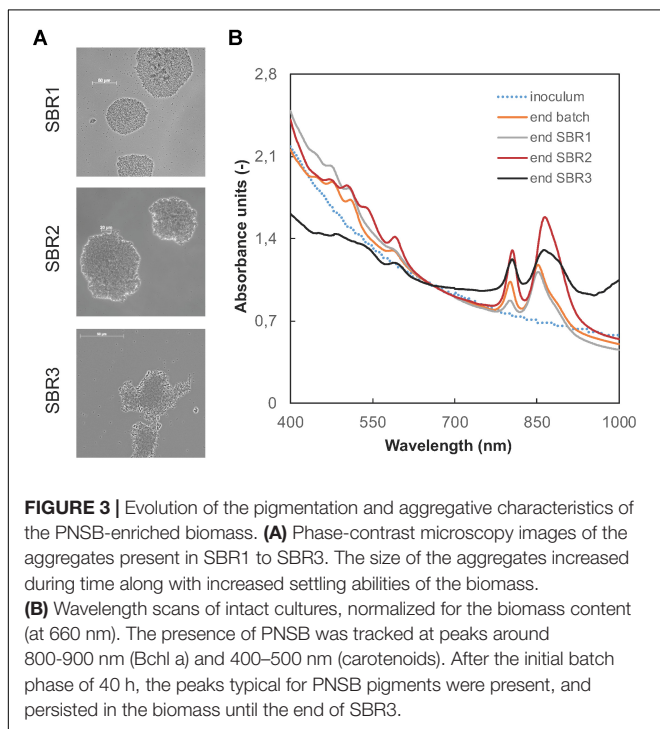 A
B
SBR1
SBR2
SBR3
50 µm
2,8
2,1
1,4
0,7
0
Absorbance units (-)
400
550
700
850
1000
Wavelength (nm)
inoculum
end batch
end SBR1
end SBR2
end SBR3
FIGURE 3 | Evolution of the pigmentation and aggregative characteristics of
the PNSB-enriched biomass. (A) Phase-contrast microscopy images of the
aggregates present in SBR1 to SBR3. The size of the aggregates increased
during time along with increased settling abilities of the biomass.
(B) Wavelength scans of intact cultures, normalized for the biomass content
(at 660 nm). The presence of PNSB was tracked at peaks around
800-900 nm (Bchl a) and 400–500 nm (carotenoids). After the initial batch
phase of 40 h, the peaks typical for PNSB pigments were present, and
persisted in the biomass until the end of SBR3.